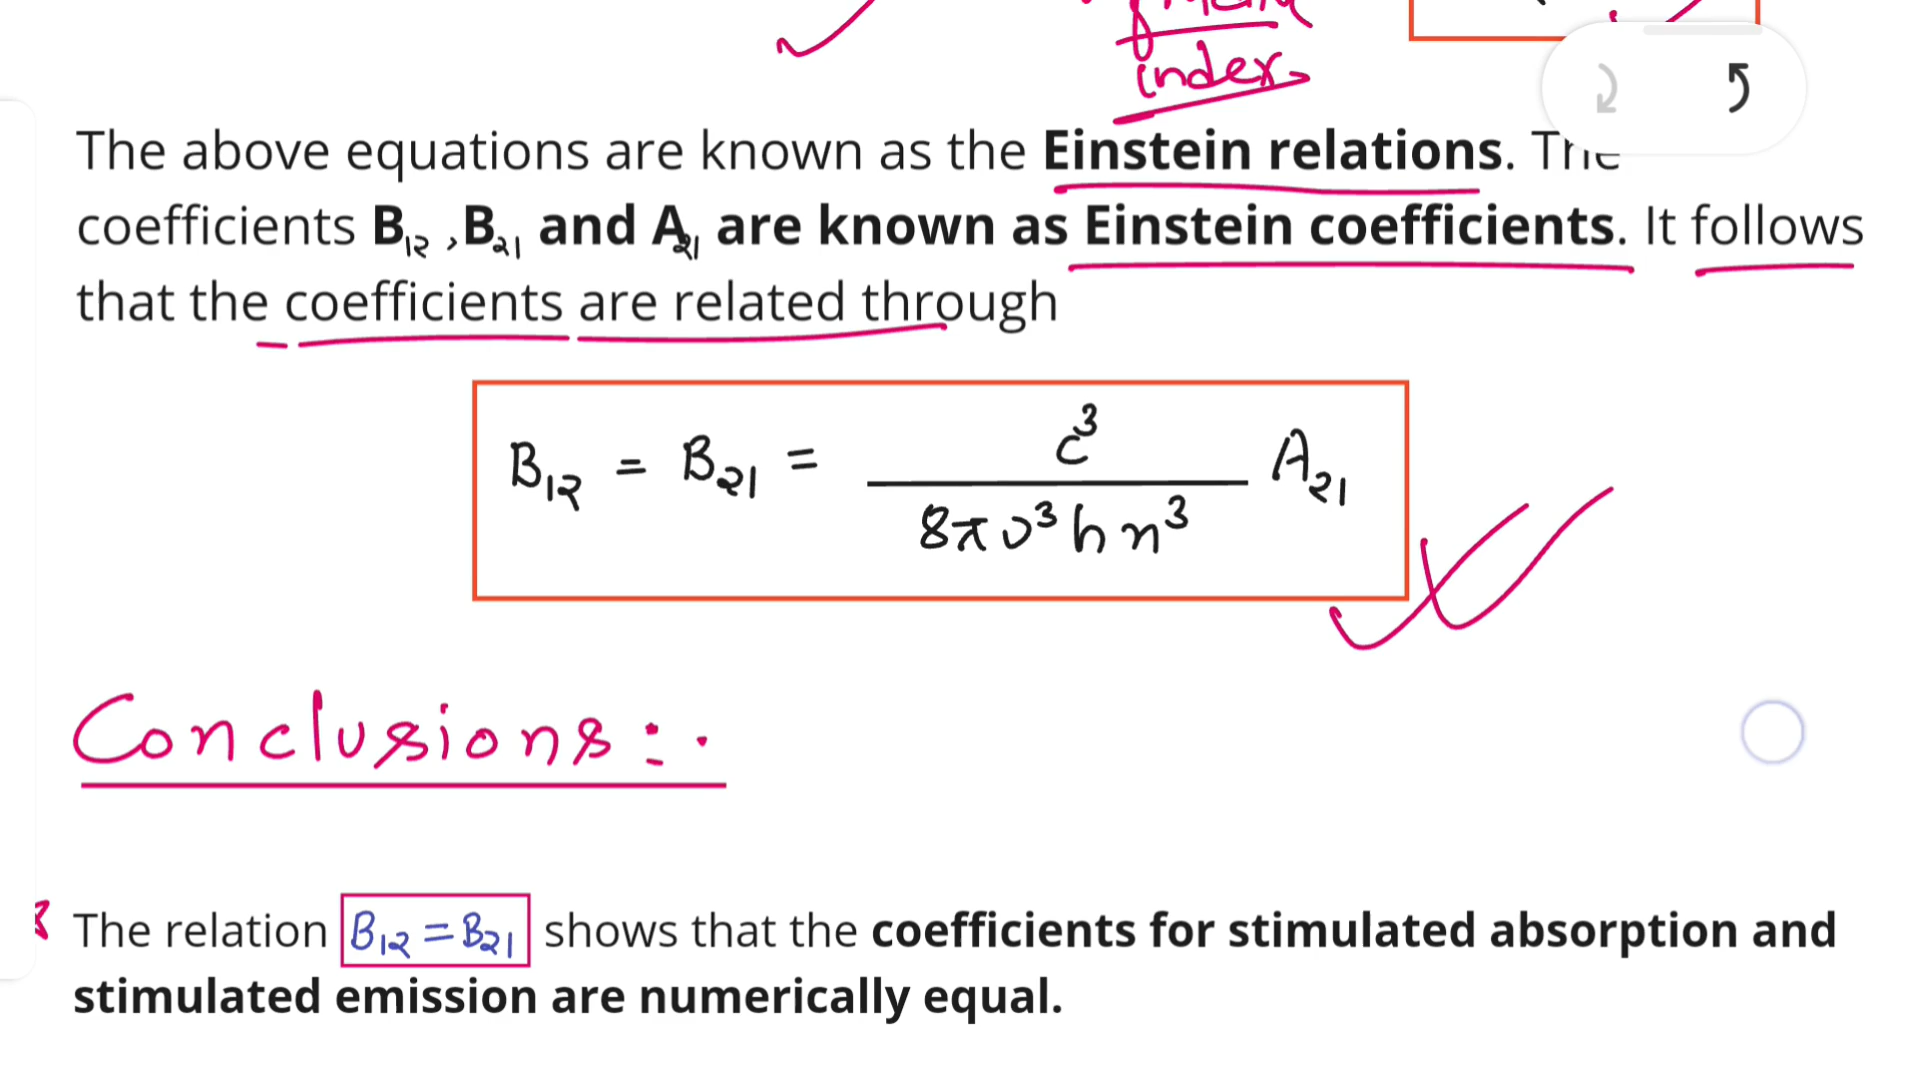 index
The above equations are known as the Einstein relations. The
coefficients B₁₂ , B₂₁ and A₂₁ are known as Einstein coefficients. It follows
that the coefficients are related through
B₁₂ = B₂₁ = c³ / 8πυ³hn³ A₂₁
Conclusions :-
The relation B₁₂ = B₂₁ shows that the coefficients for stimulated absorption and
stimulated emission are numerically equal.